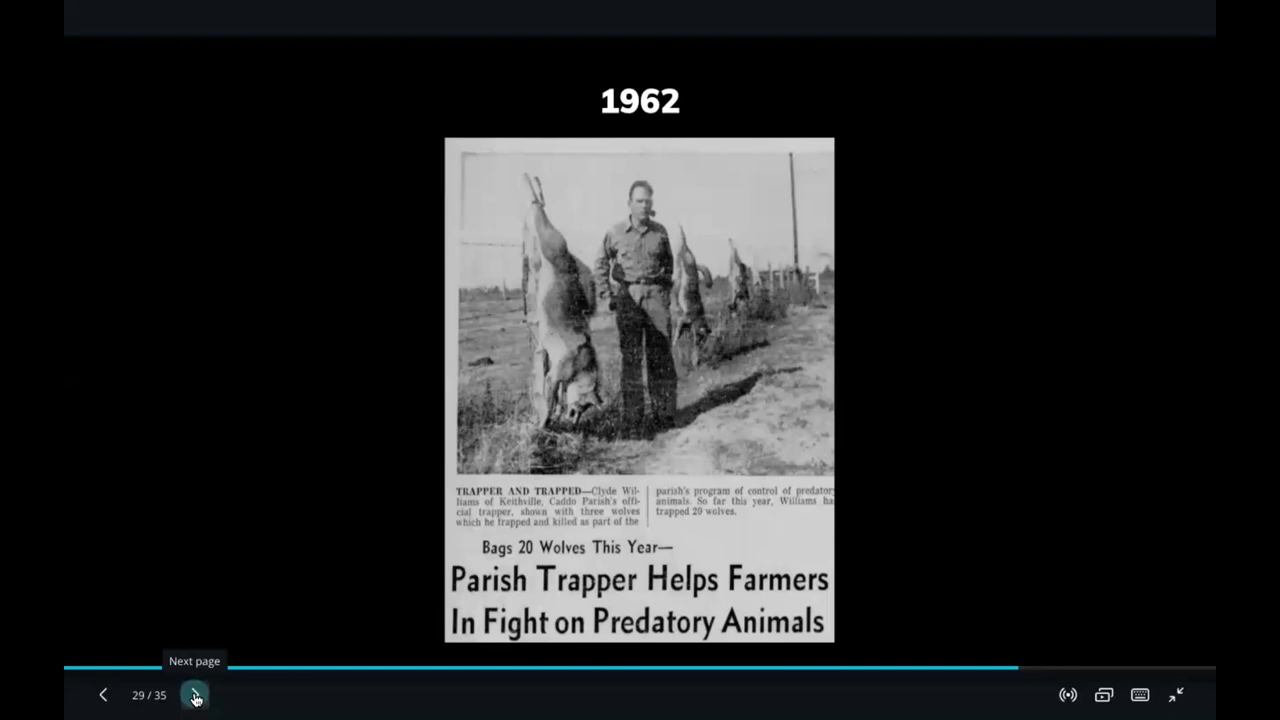 1962
TRAPPER AND TRAPPED—Clyde Wil-
liams of Keithville, Caddo Parish's offi-
cial trapper, shown with three wolves
which he trapped and killed as part of the
parish's program of control of predatory
animals. So far this year, Williams ha
trapped 20 wolves.
Bags 20 Wolves This Year—
Parish Trapper Helps Farmers
In Fight on Predatory Animals
Next page
29 / 35